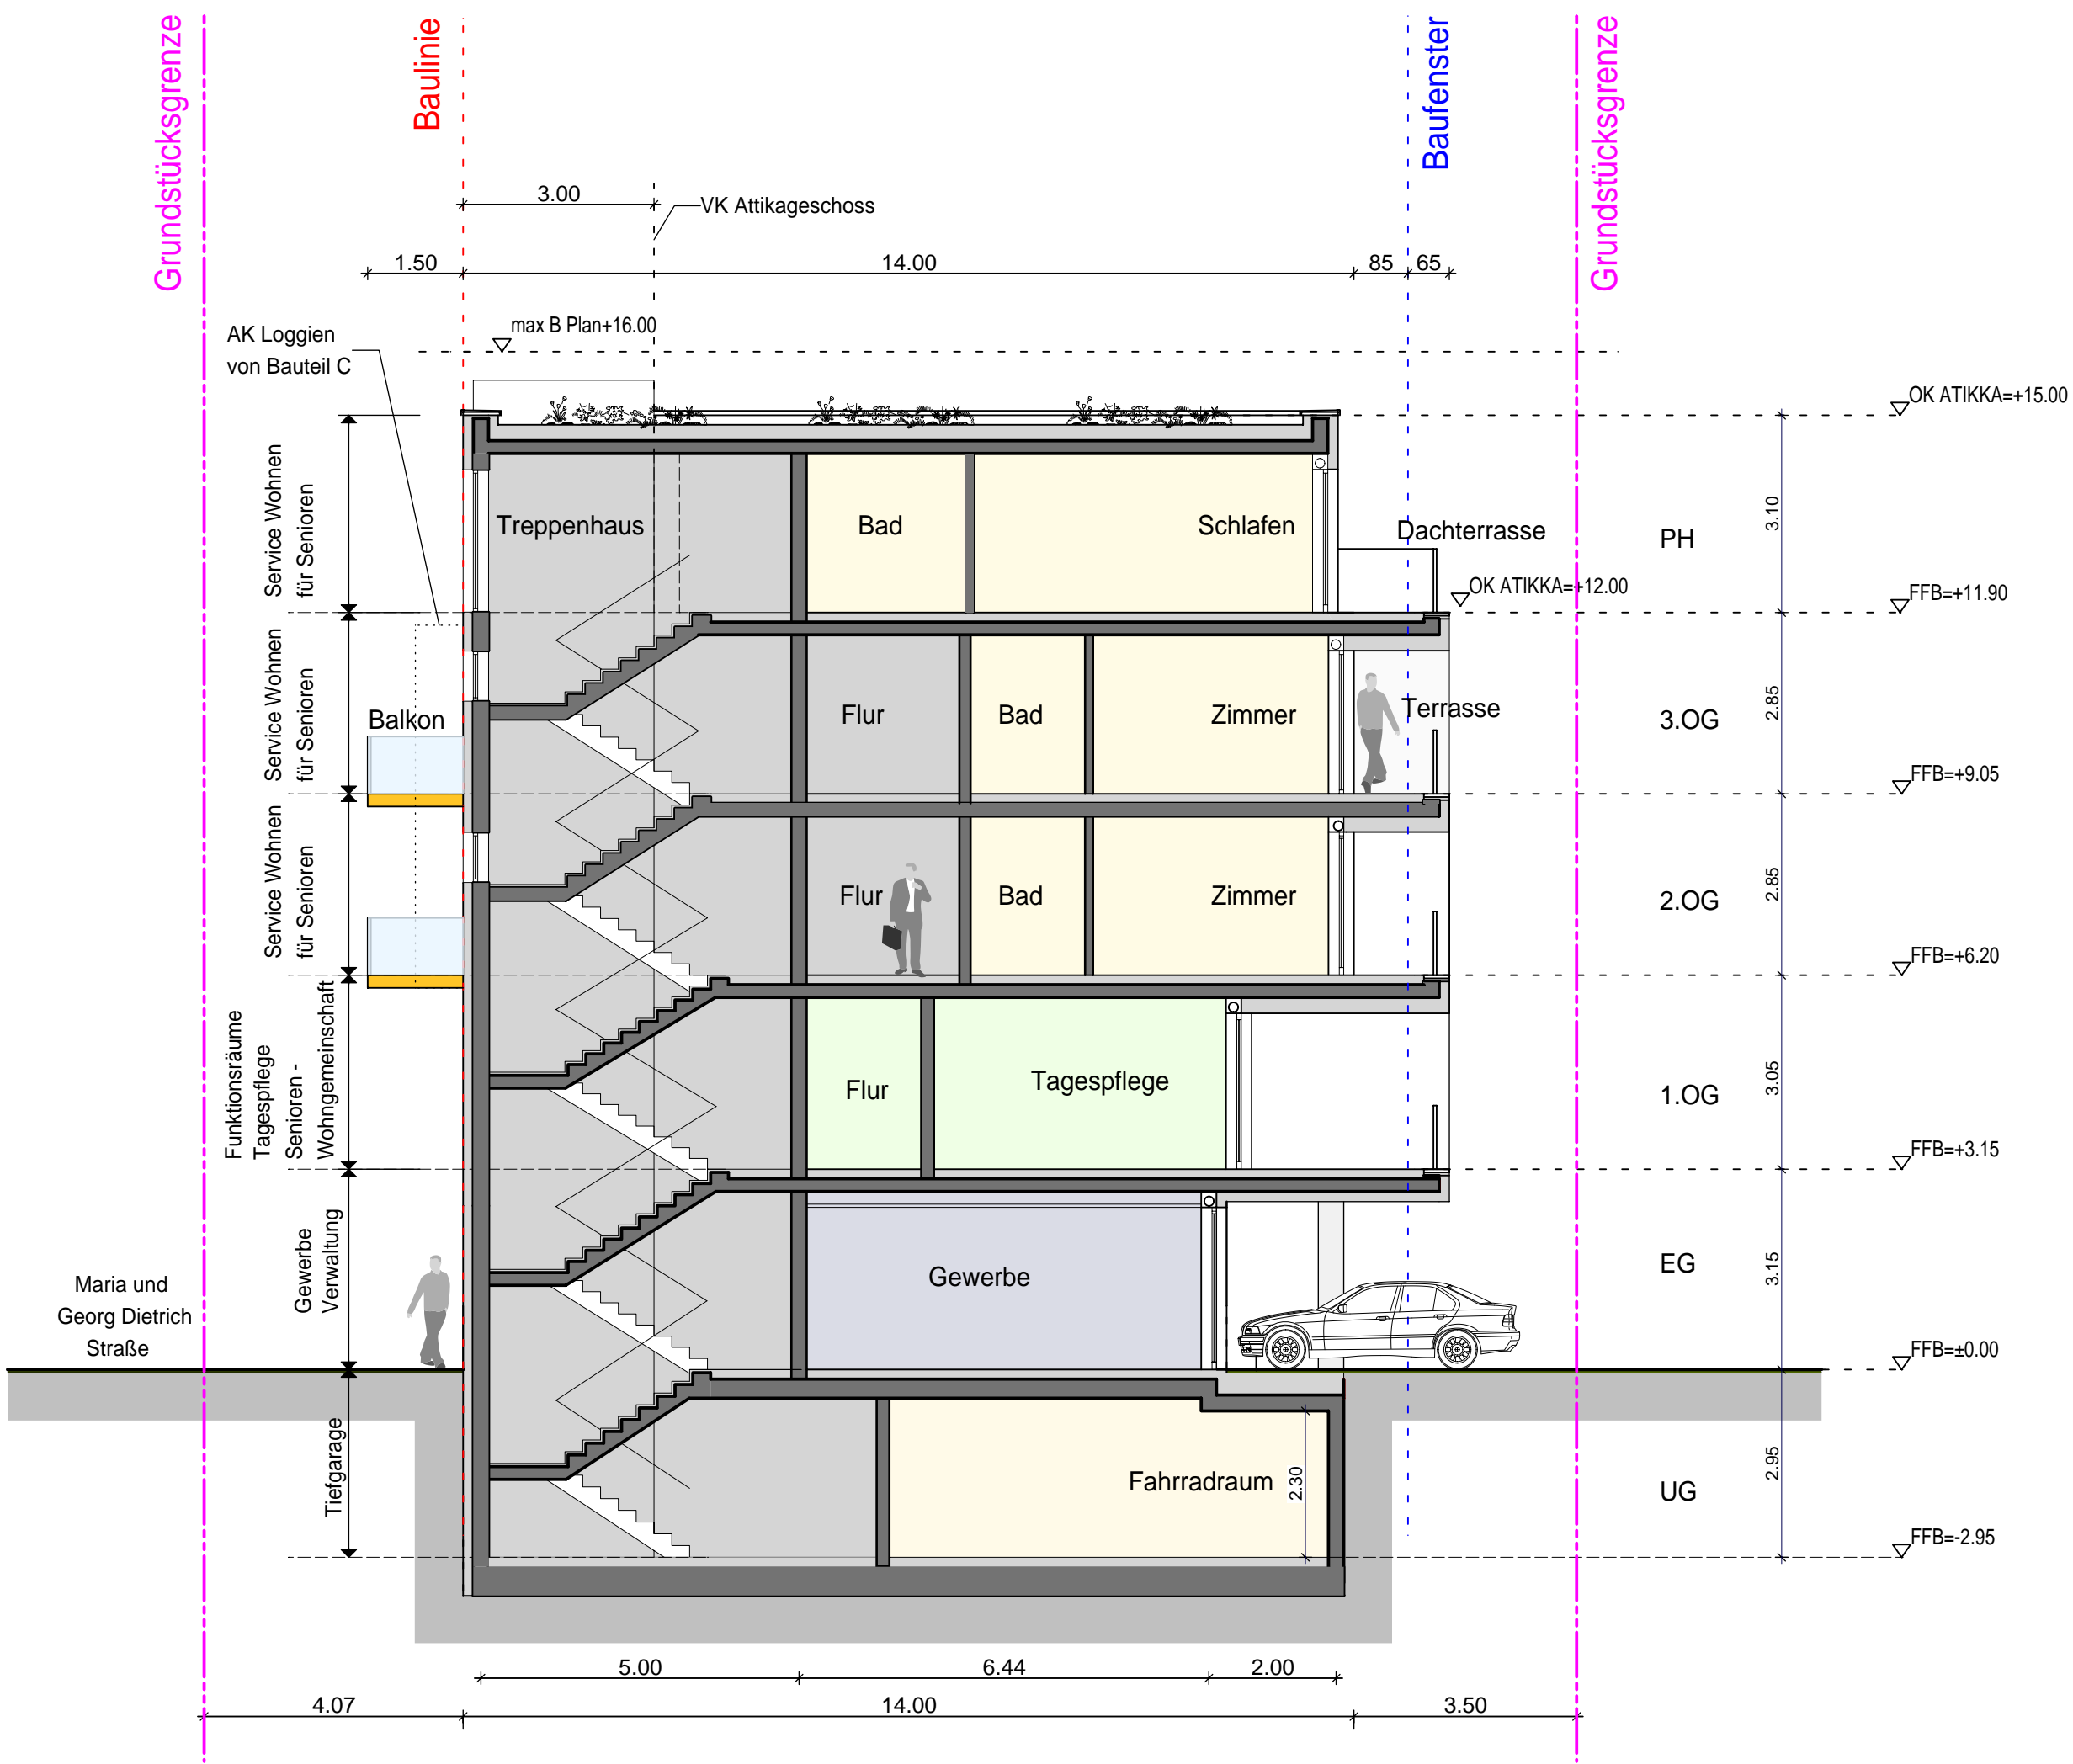 Grundstücksgrenze
Baulinie
Baufenster
Grundstücksgrenze
3.00
VK Attikageschoss
1.50
14.00
85
65
AK Loggien
von Bauteil C
max B Plan+16.00
OK ATIKKA=+15.00
Service Wohnen
für Senioren
Treppenhaus
Bad
Schlafen
Dachterrasse
PH
3.10
OK ATIKKA=+12.00
FFB=+11.90
Service Wohnen
für Senioren
Balkon
Flur
Bad
Zimmer
Terrasse
3.OG
2.85
FFB=+9.05
Service Wohnen
für Senioren
Flur
Bad
Zimmer
2.OG
2.85
FFB=+6.20
Funktionsräume
Tagespflege
Senioren -
Wohngemeinschaft
Flur
Tagespflege
1.OG
3.05
FFB=+3.15
Gewerbe
Verwaltung
Gewerbe
EG
3.15
Maria und
Georg Dietrich
Straße
FFB=±0.00
Tiefgarage
Fahrradraum
2.30
UG
2.95
FFB=-2.95
5.00
6.44
2.00
4.07
14.00
3.50